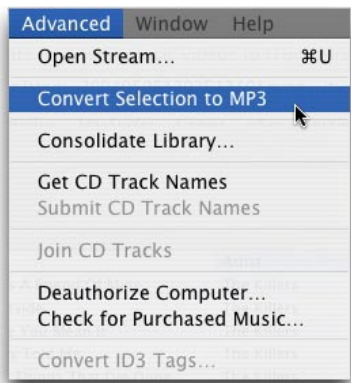 Advanced Window Help
Open Stream... ⌘U
Convert Selection to MP3
Consolidate Library...
Get CD Track Names
Submit CD Track Names
Join CD Tracks
Deauthorize Computer...
Check for Purchased Music...
Convert ID3 Tags...